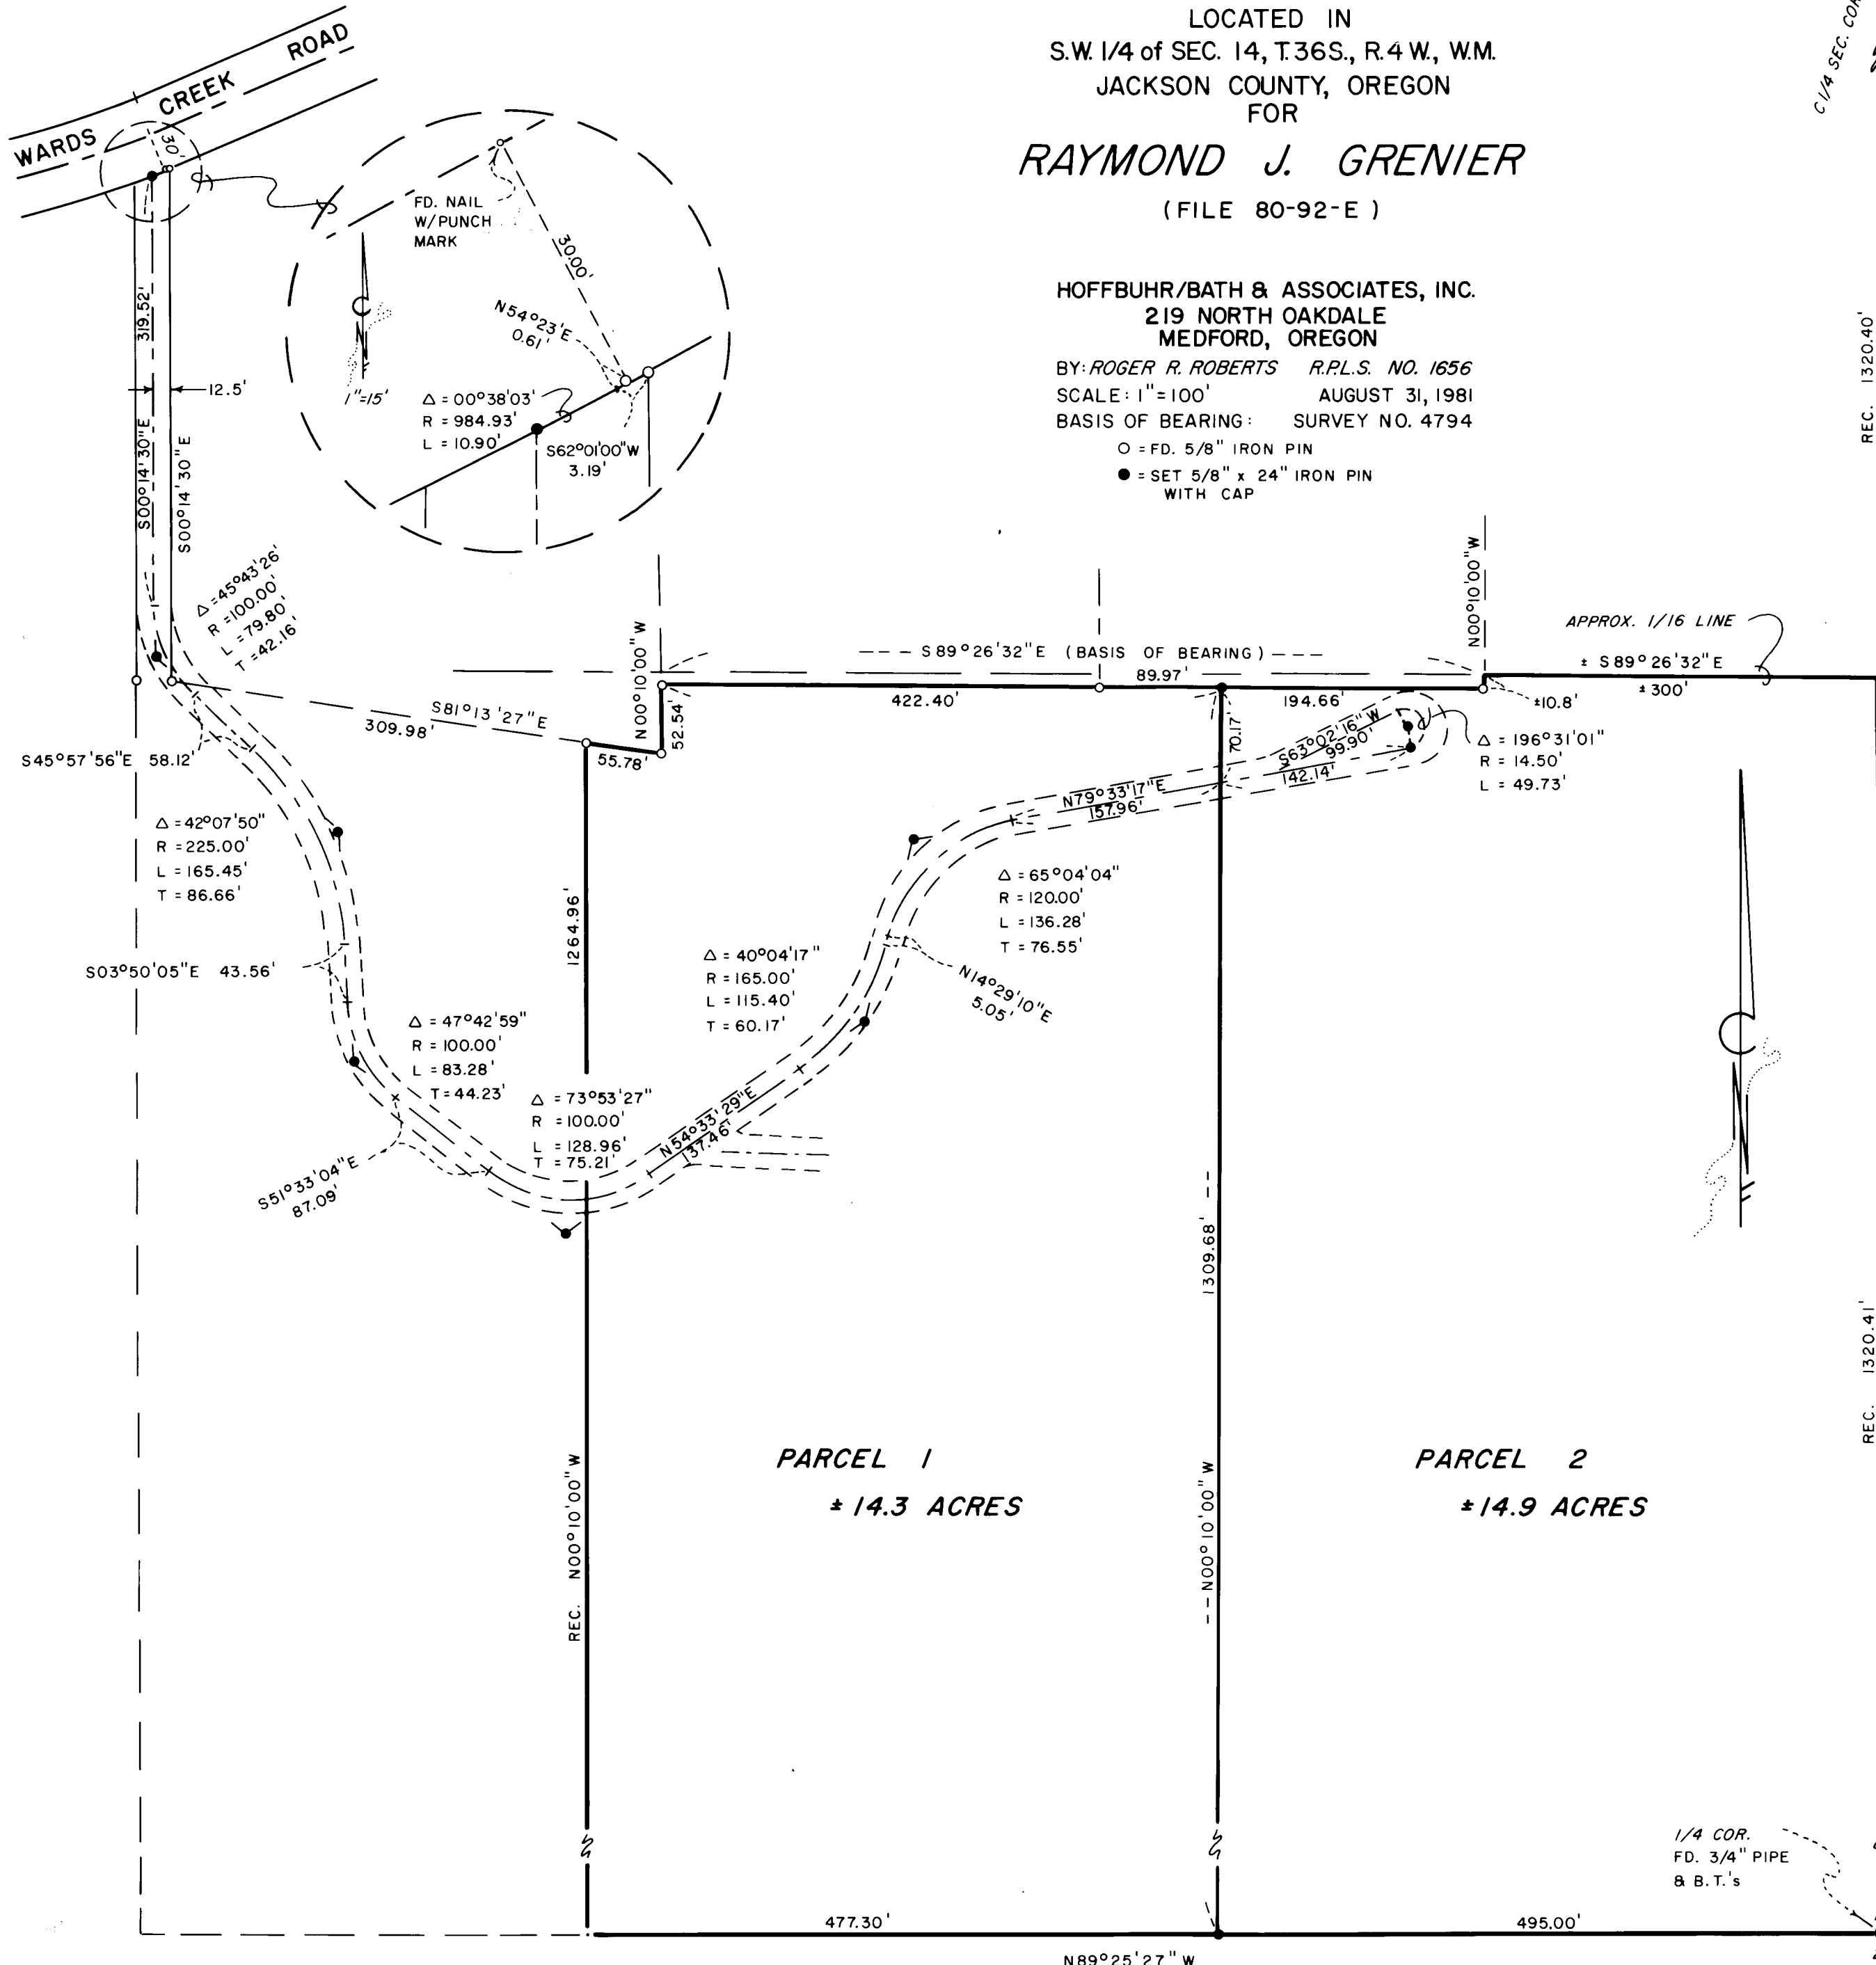 LOCATED IN
S.W. 1/4 of SEC. 14, T.36S., R.4W., W.M.
JACKSON COUNTY, OREGON
FOR
RAYMOND J. GRENIER
(FILE 80-92-E)
HOFFBUHR/BATH & ASSOCIATES, INC.
219 NORTH OAKDALE
MEDFORD, OREGON
BY: ROGER R. ROBERTS R.P.L.S. NO. 1656
SCALE: 1"=100' AUGUST 31, 1981
BASIS OF BEARING: SURVEY NO. 4794
O = FD. 5/8" IRON PIN
● = SET 5/8" x 24" IRON PIN
WITH CAP
C 1/4 SEC. COR
REC. 1320.40'
WARDS CREEK ROAD
30'
FD. NAIL
W/PUNCH
MARK
30.00'
N54°23'E
0.61'
1"=15'
Δ = 00°38'03"
R = 984.93'
L = 10.90'
S62°01'00"W
3.19'
319.52'
12.5'
S00°14'30"E
S00°14'30"E
Δ = 45°43'26"
R = 100.00'
L = 79.80'
T = 42.16'
S81°13'27"E
309.98'
55.78'
N00°10'00"W
52.54'
S89°26'32"E (BASIS OF BEARING)
422.40'
89.97'
194.66'
N00°10'00"W
APPROX. 1/16 LINE
± S89°26'32"E
± 300'
±10.8'
S45°57'56"E 58.12'
70.17'
S63°02'16"W
99.90'
142.14'
Δ = 196°31'01"
R = 14.50'
L = 49.73'
N79°33'17"E
157.96'
Δ = 42°07'50"
R = 225.00'
L = 165.45'
T = 86.66'
Δ = 65°04'04"
R = 120.00'
L = 136.28'
T = 76.55'
1264.96'
S03°50'05"E 43.56'
Δ = 40°04'17"
R = 165.00'
L = 115.40'
T = 60.17'
N14°29'10"E
5.05'
Δ = 47°42'59"
R = 100.00'
L = 83.28'
T = 44.23'
Δ = 73°53'27"
R = 100.00'
L = 128.96'
T = 75.21'
N54°33'29"E
137.46'
S51°33'04"E
87.09'
1309.68'
REC. 1320.41'
PARCEL 1
± 14.3 ACRES
PARCEL 2
± 14.9 ACRES
REC. N00°10'00"W
N00°10'00"W
1/4 COR.
FD. 3/4" PIPE
& B.T.'s
477.30'
495.00'
N89°25'27"W